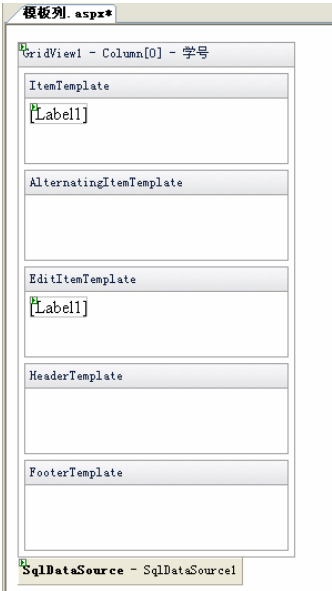 模板列.aspx*
GridView1 - Column[0] - 学号
ItemTemplate
[Label1]
AlternatingItemTemplate
EditItemTemplate
[Label1]
HeaderTemplate
FooterTemplate
SqlDataSource - SqlDataSource1